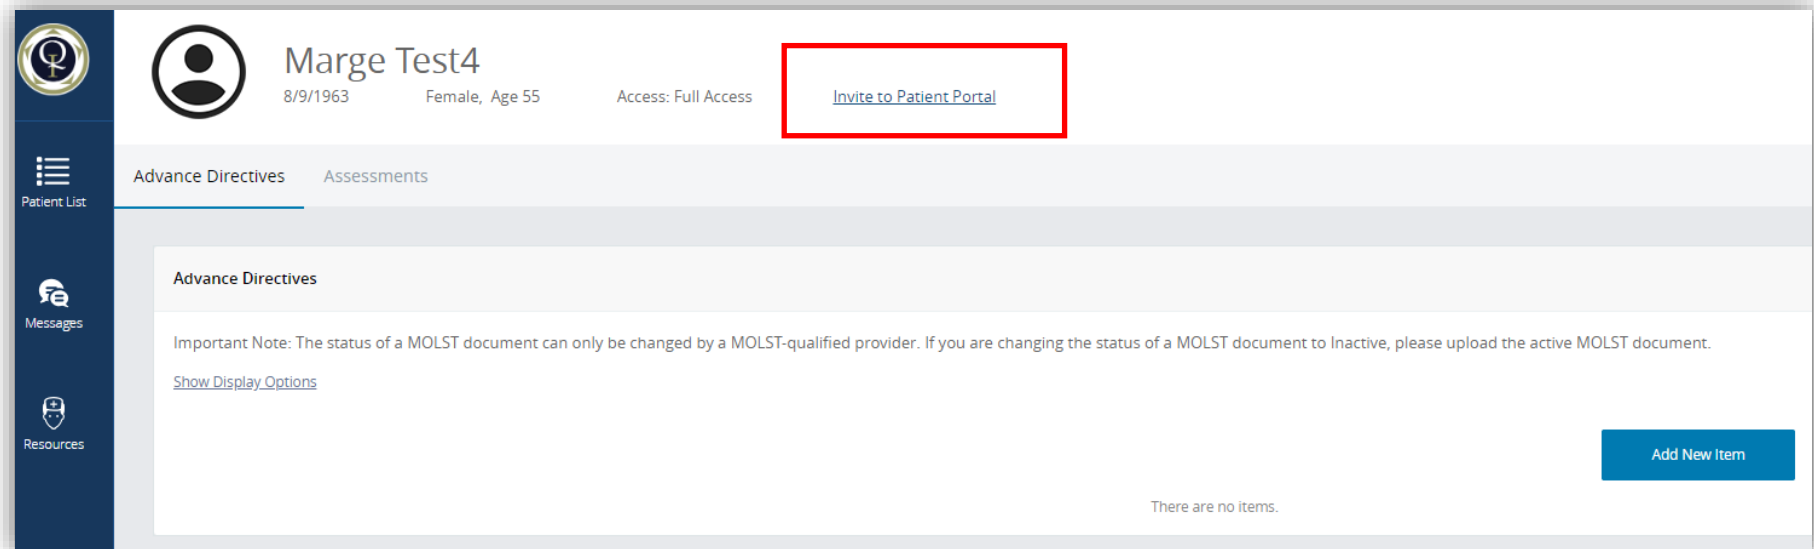 QI
Marge Test4
8/9/1963 Female, Age 55 Access: Full Access Invite to Patient Portal
Patient List
Advance Directives Assessments
Advance Directives
Messages
Important Note: The status of a MOLST document can only be changed by a MOLST-qualified provider. If you are changing the status of a MOLST document to Inactive, please upload the active MOLST document.
Show Display Options
Resources
Add New Item
There are no items.